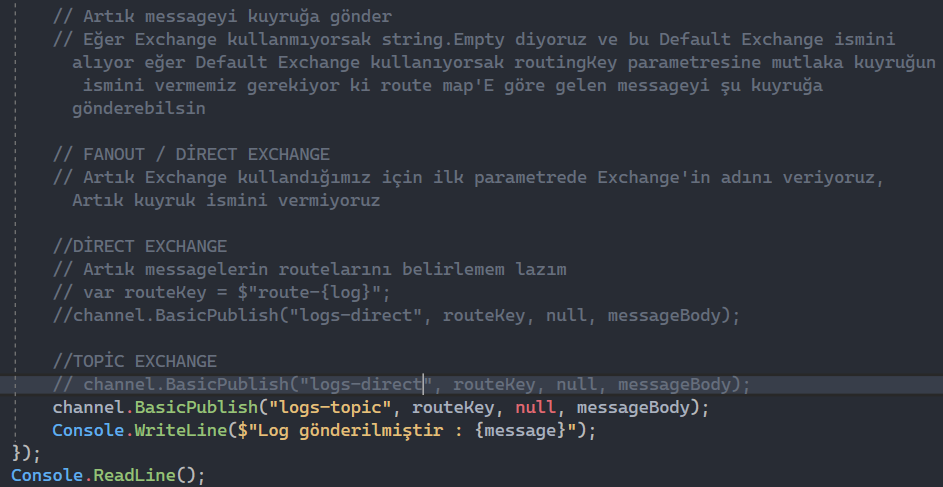 // Artık messageyi kuyruğa gönder
// Eğer Exchange kullanmıyorsak string.Empty diyoruz ve bu Default Exchange ismini
alıyor eğer Default Exchange kullanıyorsak routingKey parametresine mutlaka kuyruğun
ismini vermemiz gerekiyor ki route map'E göre gelen messageyi şu kuyruğa
gönderebilsin
// FANOUT / DİRECT EXCHANGE
// Artık Exchange kullandığımız için ilk parametrede Exchange'in adını veriyoruz,
Artık kuyruk ismini vermiyoruz
//DİRECT EXCHANGE
// Artık messagelerin routelarını belirlemem lazım
// var routeKey = $"route-{log}";
//channel.BasicPublish("logs-direct", routeKey, null, messageBody);
//TOPİC EXCHANGE
// channel.BasicPublish("logs-direct", routeKey, null, messageBody);
channel.BasicPublish("logs-topic", routeKey, null, messageBody);
Console.WriteLine($"Log gönderilmiştir : {message}");
});
Console.ReadLine();